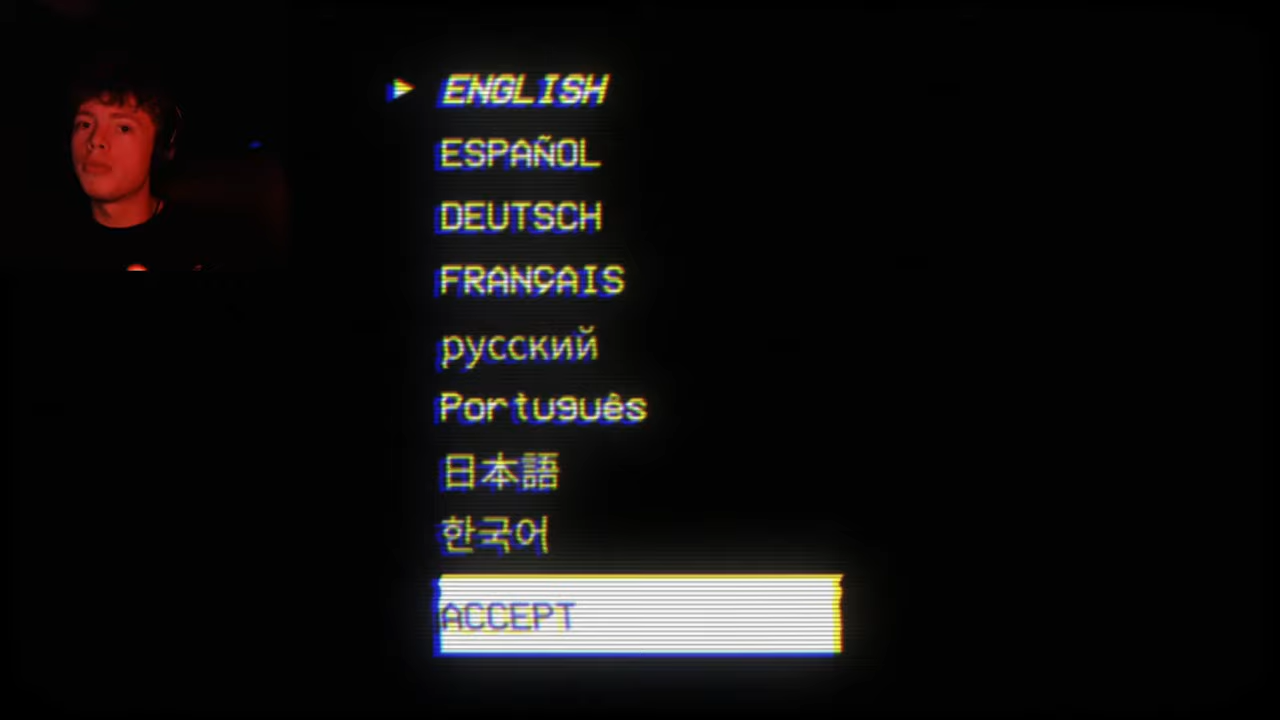 ENGLISH
ESPAÑOL
DEUTSCH
FRANÇAIS
русский
Português
日本語
한국어
ACCEPT